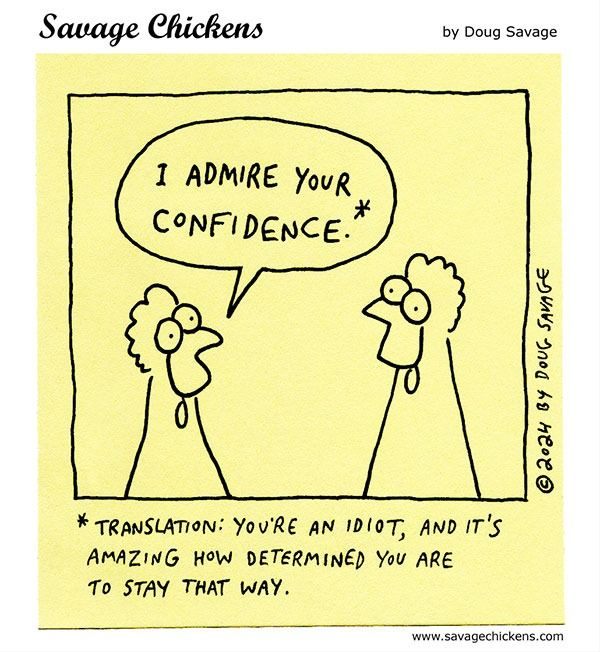 Savage Chickens
by Doug Savage
I ADMIRE YOUR
CONFIDENCE.*
©2024 BY DOUG SAVAGE
* TRANSLATION: YOU'RE AN IDIOT, AND IT'S
AMAZING HOW DETERMINED YOU ARE
TO STAY THAT WAY.
www.savagechickens.com